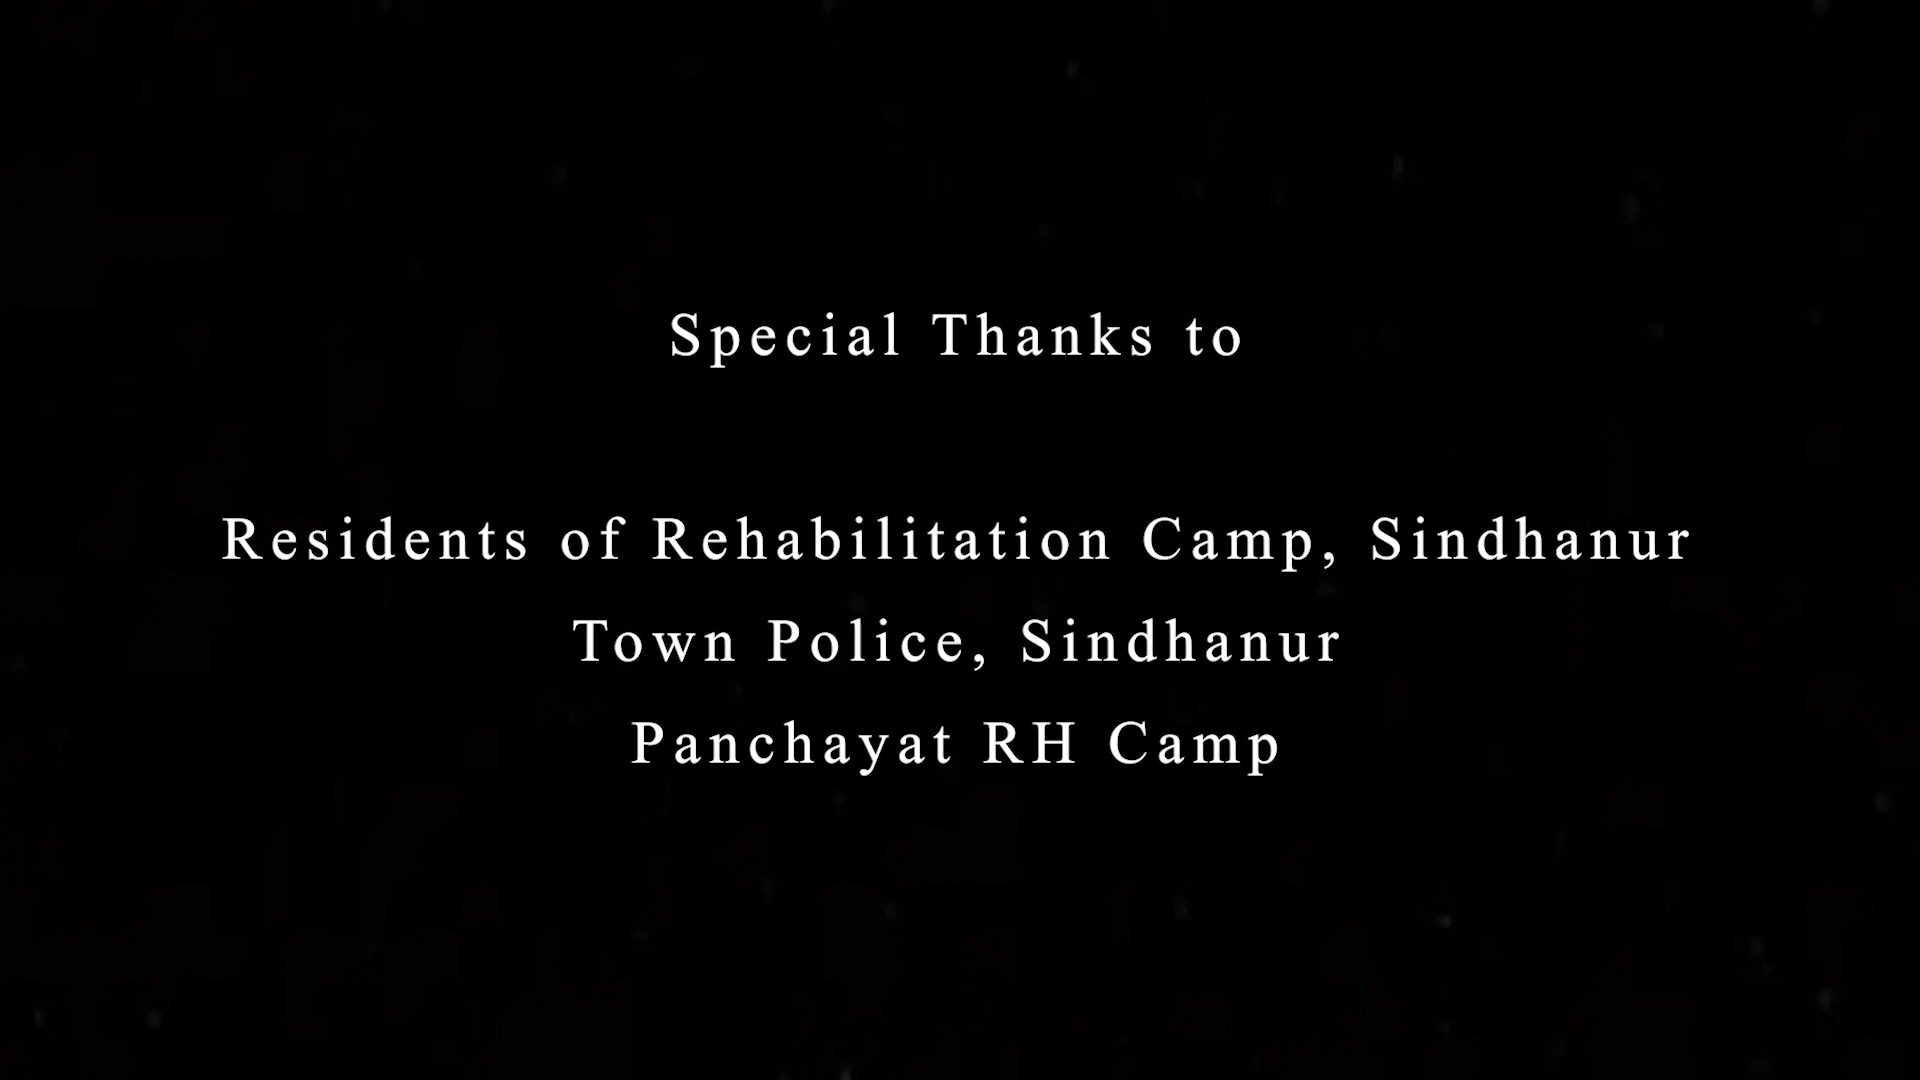 Special Thanks to
Residents of Rehabilitation Camp, Sindhanur
Town Police, Sindhanur
Panchayat RH Camp